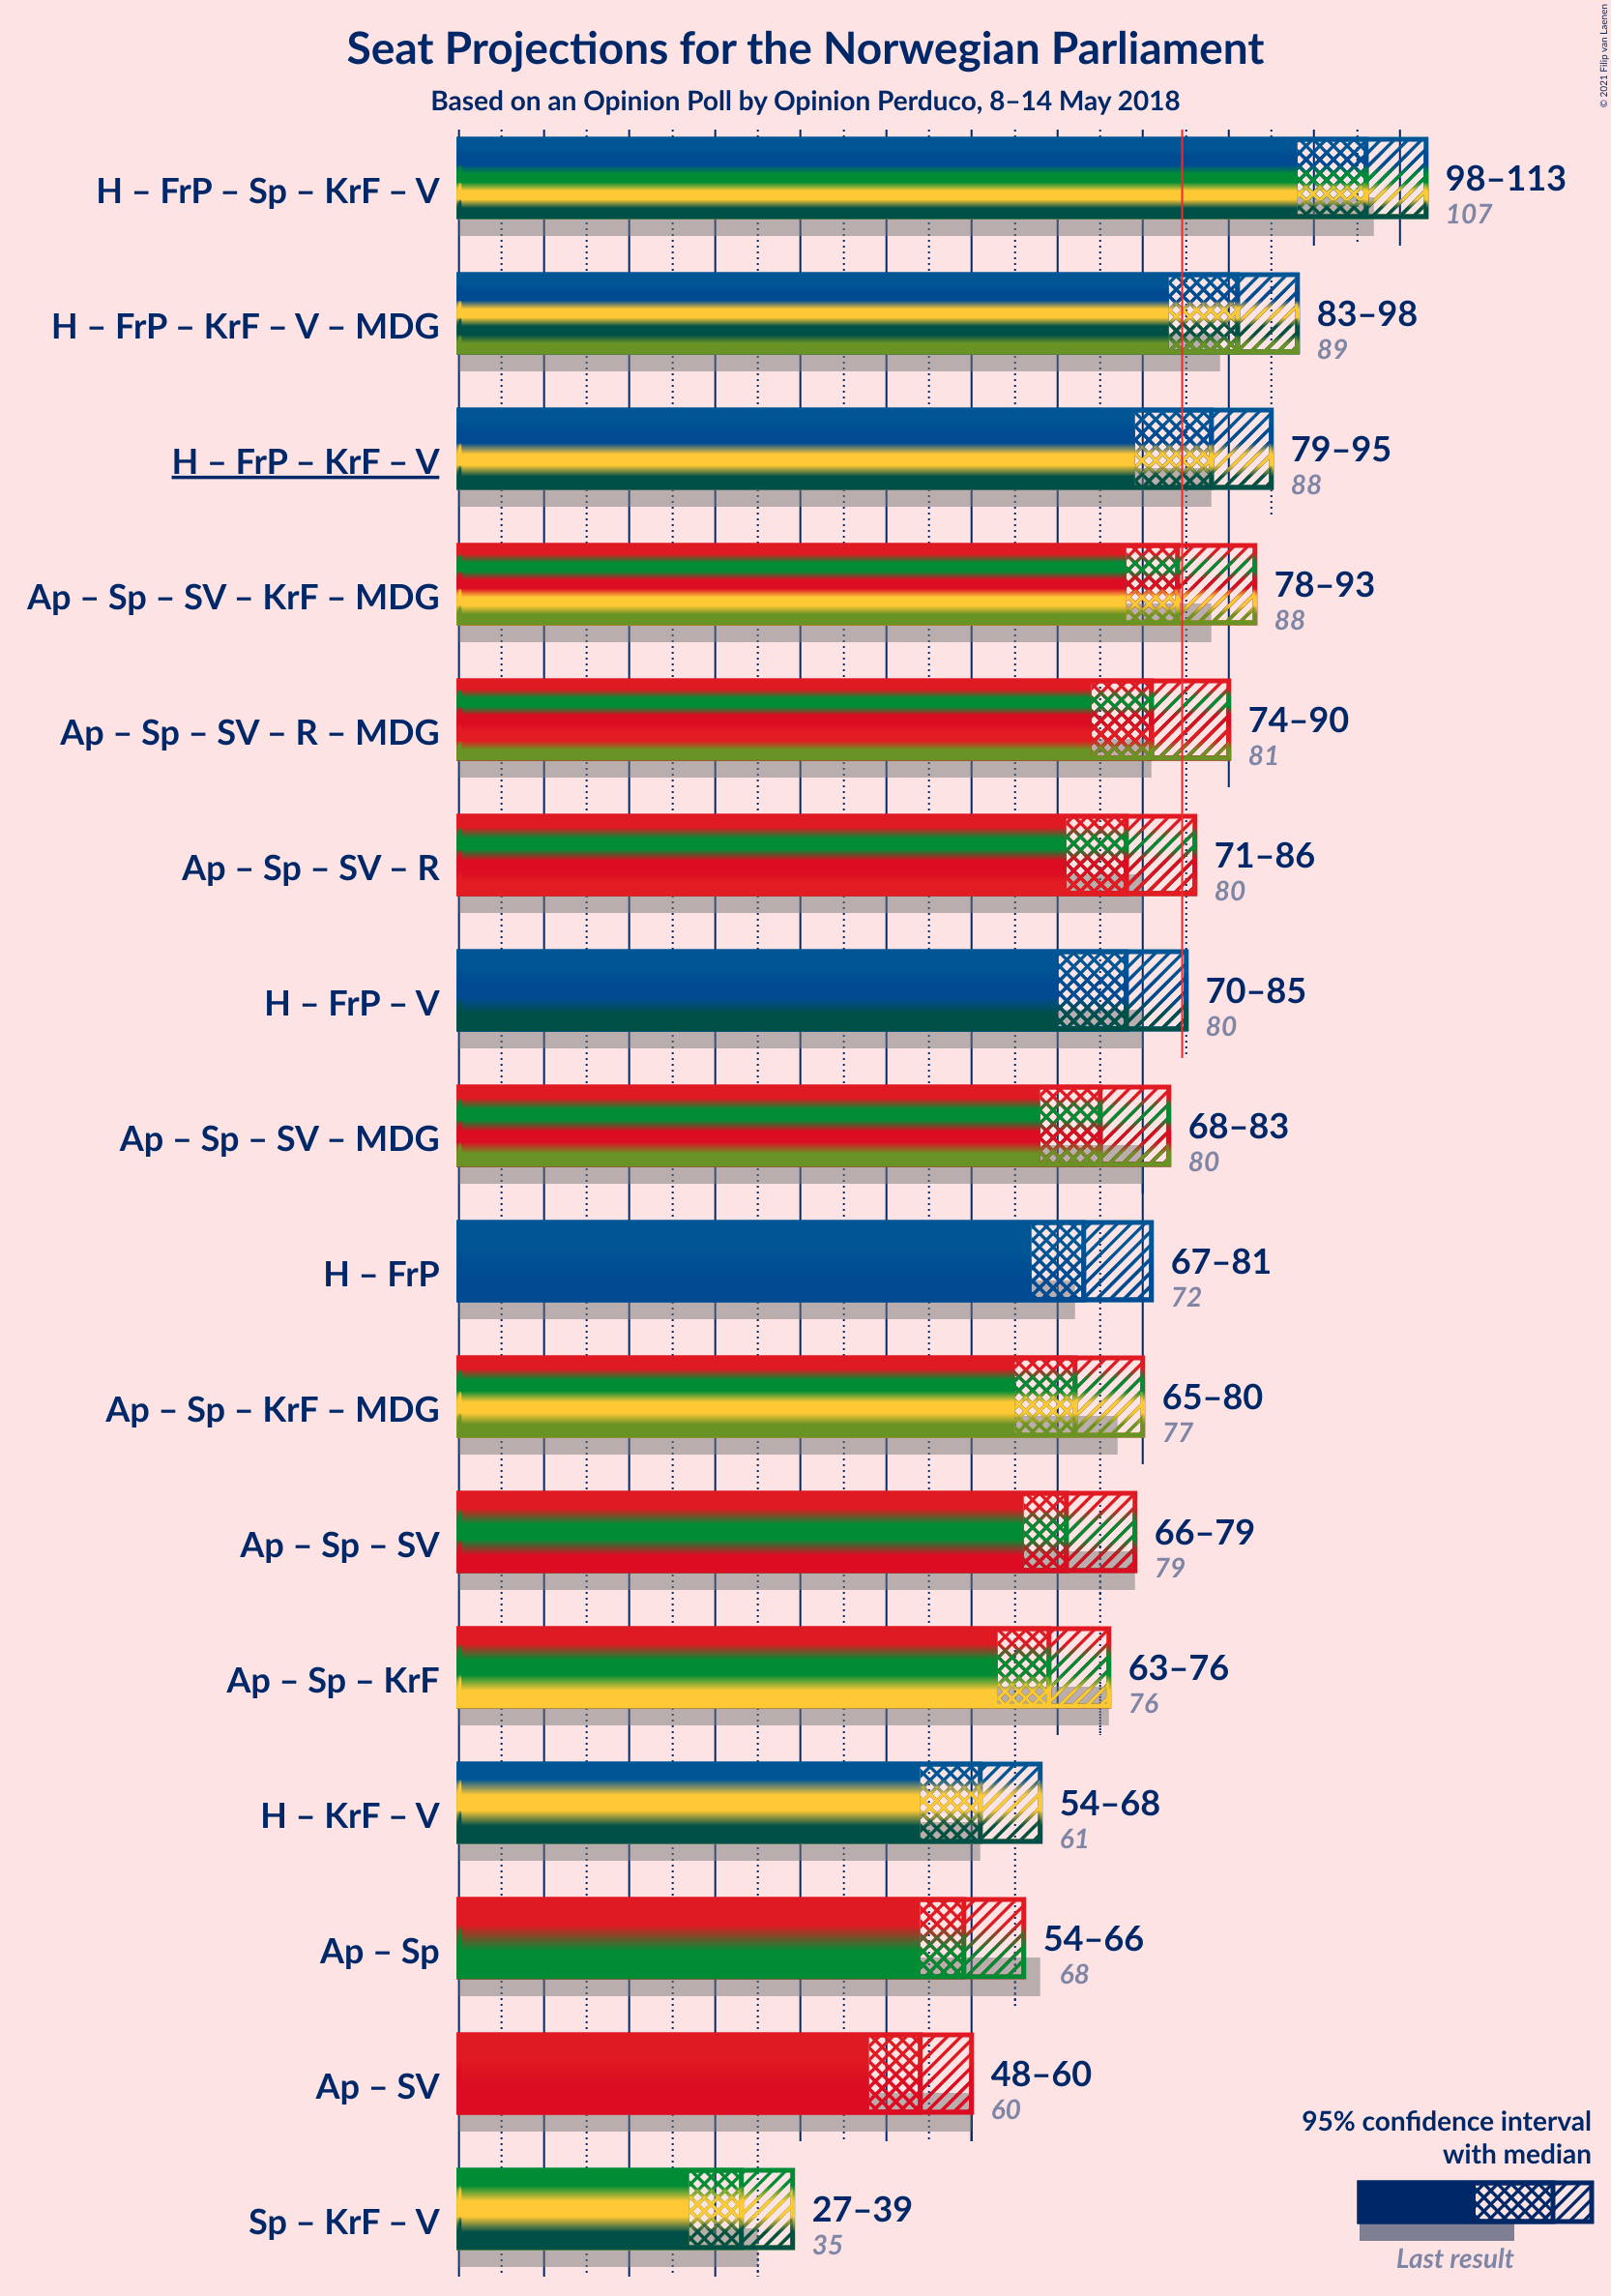 Seat Projections for the Norwegian Parliament
Based on an Opinion Poll by Opinion Perduco, 8–14 May 2018
© 2021 Filip van Laenen
H – FrP – Sp – KrF – V
98–113
107
H – FrP – KrF – V – MDG
83–98
89
H – FrP – KrF – V
79–95
88
Ap – Sp – SV – KrF – MDG
78–93
88
Ap – Sp – SV – R – MDG
74–90
81
Ap – Sp – SV – R
71–86
80
H – FrP – V
70–85
80
Ap – Sp – SV – MDG
68–83
80
H – FrP
67–81
72
Ap – Sp – KrF – MDG
65–80
77
Ap – Sp – SV
66–79
79
Ap – Sp – KrF
63–76
76
H – KrF – V
54–68
61
Ap – Sp
54–66
68
Ap – SV
48–60
60
Sp – KrF – V
27–39
35
95% confidence interval
with median
Last result